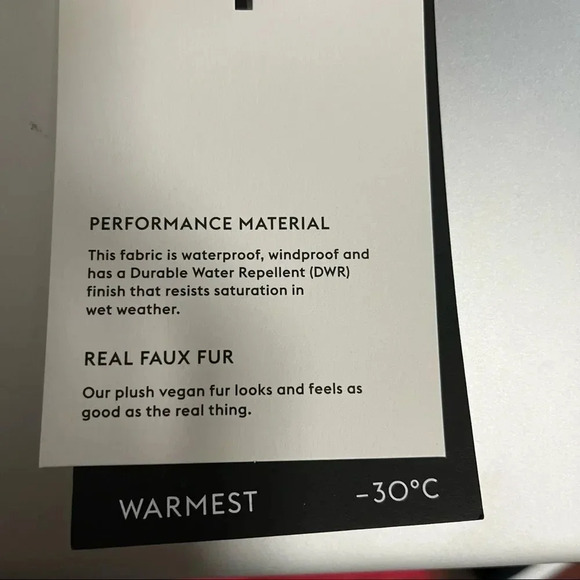 PERFORMANCE MATERIAL
This fabric is waterproof, windproof and
has a Durable Water Repellent (DWR)
finish that resists saturation in
wet weather.
REAL FAUX FUR
Our plush vegan fur looks and feels as
good as the real thing.
WARMEST -30°C